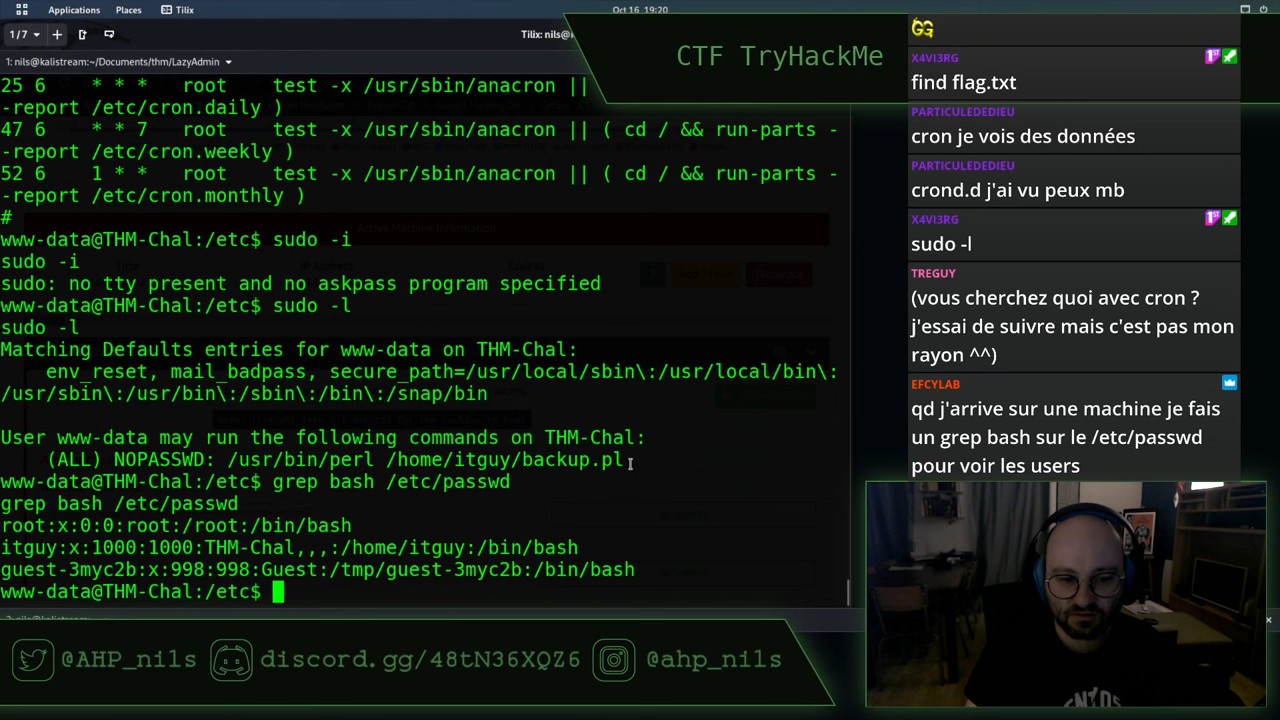 Applications Places Tilix
Oct 16, 19:20
1/7
Tilix: nils@
1: nils@kalistream:~/Documents/thm/LazyAdmin
CTF TryHackMe
25 6    * * *   root    test -x /usr/sbin/anacron ||
-report /etc/cron.daily )
47 6    * * 7   root    test -x /usr/sbin/anacron || ( cd / && run-parts -
-report /etc/cron.weekly )
52 6    1 * *   root    test -x /usr/sbin/anacron || ( cd / && run-parts -
-report /etc/cron.monthly )
#
www-data@THM-Chal:/etc$ sudo -i
sudo -i
sudo: no tty present and no askpass program specified
www-data@THM-Chal:/etc$ sudo -l
sudo -l
Matching Defaults entries for www-data on THM-Chal:
    env_reset, mail_badpass, secure_path=/usr/local/sbin\:/usr/local/bin\:
/usr/sbin\:/usr/bin\:/sbin\:/bin\:/snap/bin
User www-data may run the following commands on THM-Chal:
    (ALL) NOPASSWD: /usr/bin/perl /home/itguy/backup.pl
www-data@THM-Chal:/etc$ grep bash /etc/passwd
grep bash /etc/passwd
root:x:0:0:root:/root:/bin/bash
itguy:x:1000:1000:THM-Chal,,,:/home/itguy:/bin/bash
guest-3myc2b:x:998:998:Guest:/tmp/guest-3myc2b:/bin/bash
www-data@THM-Chal:/etc$
GG
X4VI3RG
find flag.txt
PARTICULEDEDIEU
cron je vois des données
PARTICULEDEDIEU
crond.d j'ai vu peux mb
X4VI3RG
sudo -l
TREGUY
(vous cherchez quoi avec cron ?
j'essai de suivre mais c'est pas mon
rayon ^^)
EFCYLAB
qd j'arrive sur une machine je fais
un grep bash sur le /etc/passwd
pour voir les users
@AHP_nils
discord.gg/48tN36XQZ6
@ahp_nils